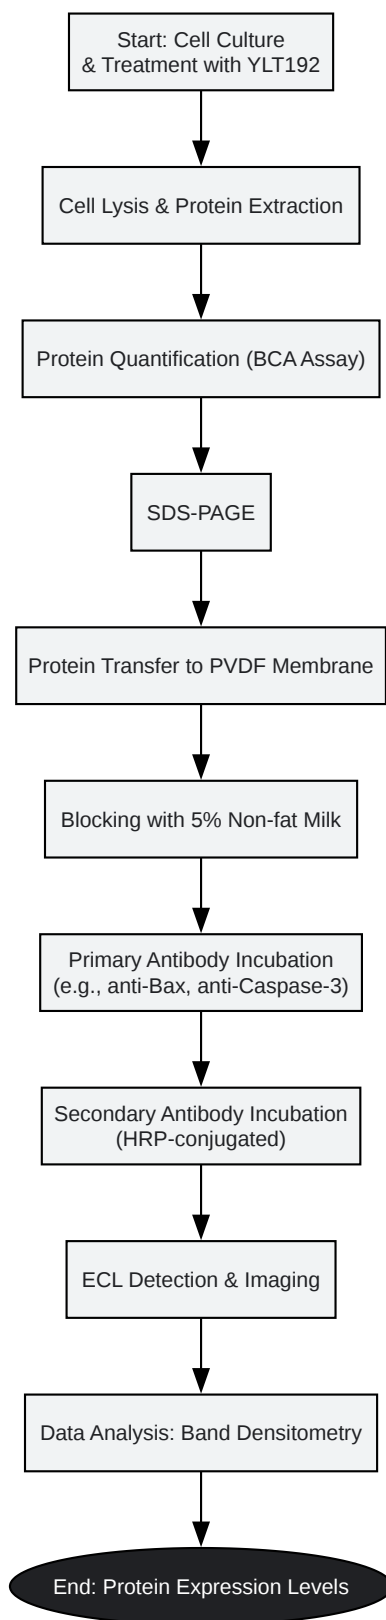 Start: Cell Culture
& Treatment with YLT192
Cell Lysis & Protein Extraction
Protein Quantification (BCA Assay)
SDS-PAGE
Protein Transfer to PVDF Membrane
Blocking with 5% Non-fat Milk
Primary Antibody Incubation
(e.g., anti-Bax, anti-Caspase-3)
Secondary Antibody Incubation
(HRP-conjugated)
ECL Detection & Imaging
Data Analysis: Band Densitometry
End: Protein Expression Levels